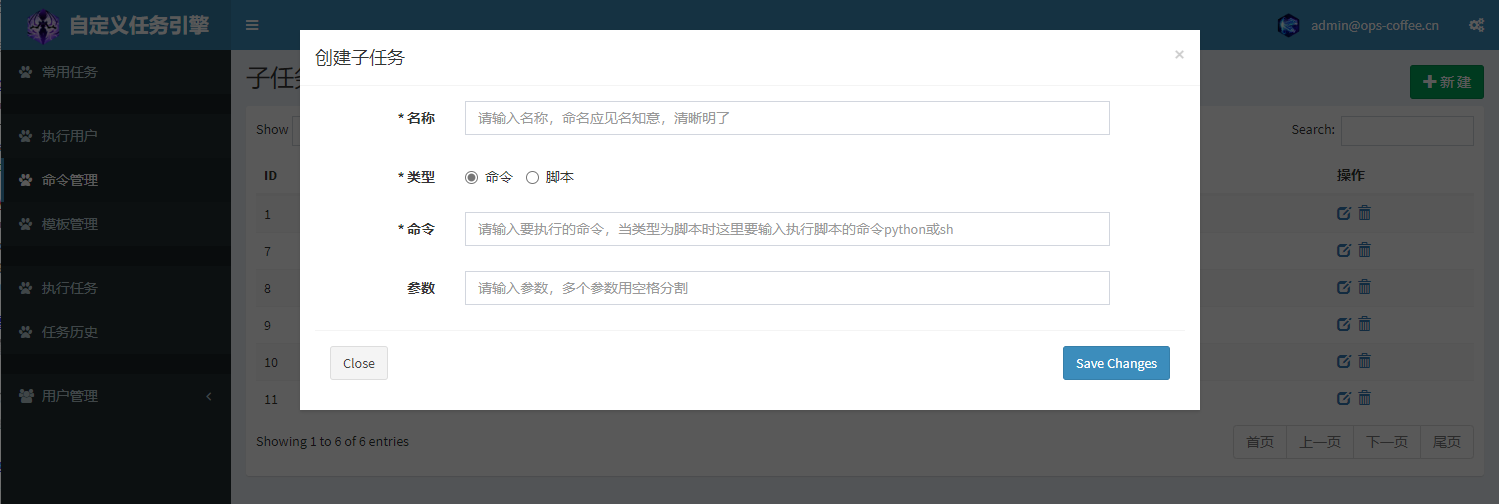 自定义任务引擎
admin@ops-coffee.cn
常用任务
执行用户
命令管理
模板管理
执行任务
任务历史
用户管理
子任务
新建
Show
Search:
ID
操作
1
7
8
9
10
11
Showing 1 to 6 of 6 entries
首页 上一页 下一页 尾页
创建子任务
×
* 名称 请输入名称，命名应见名知意，清晰明了
* 类型 命令 脚本
* 命令 请输入要执行的命令，当类型为脚本时这里要输入执行脚本的命令python或sh
参数 请输入参数，多个参数用空格分割
Close Save Changes